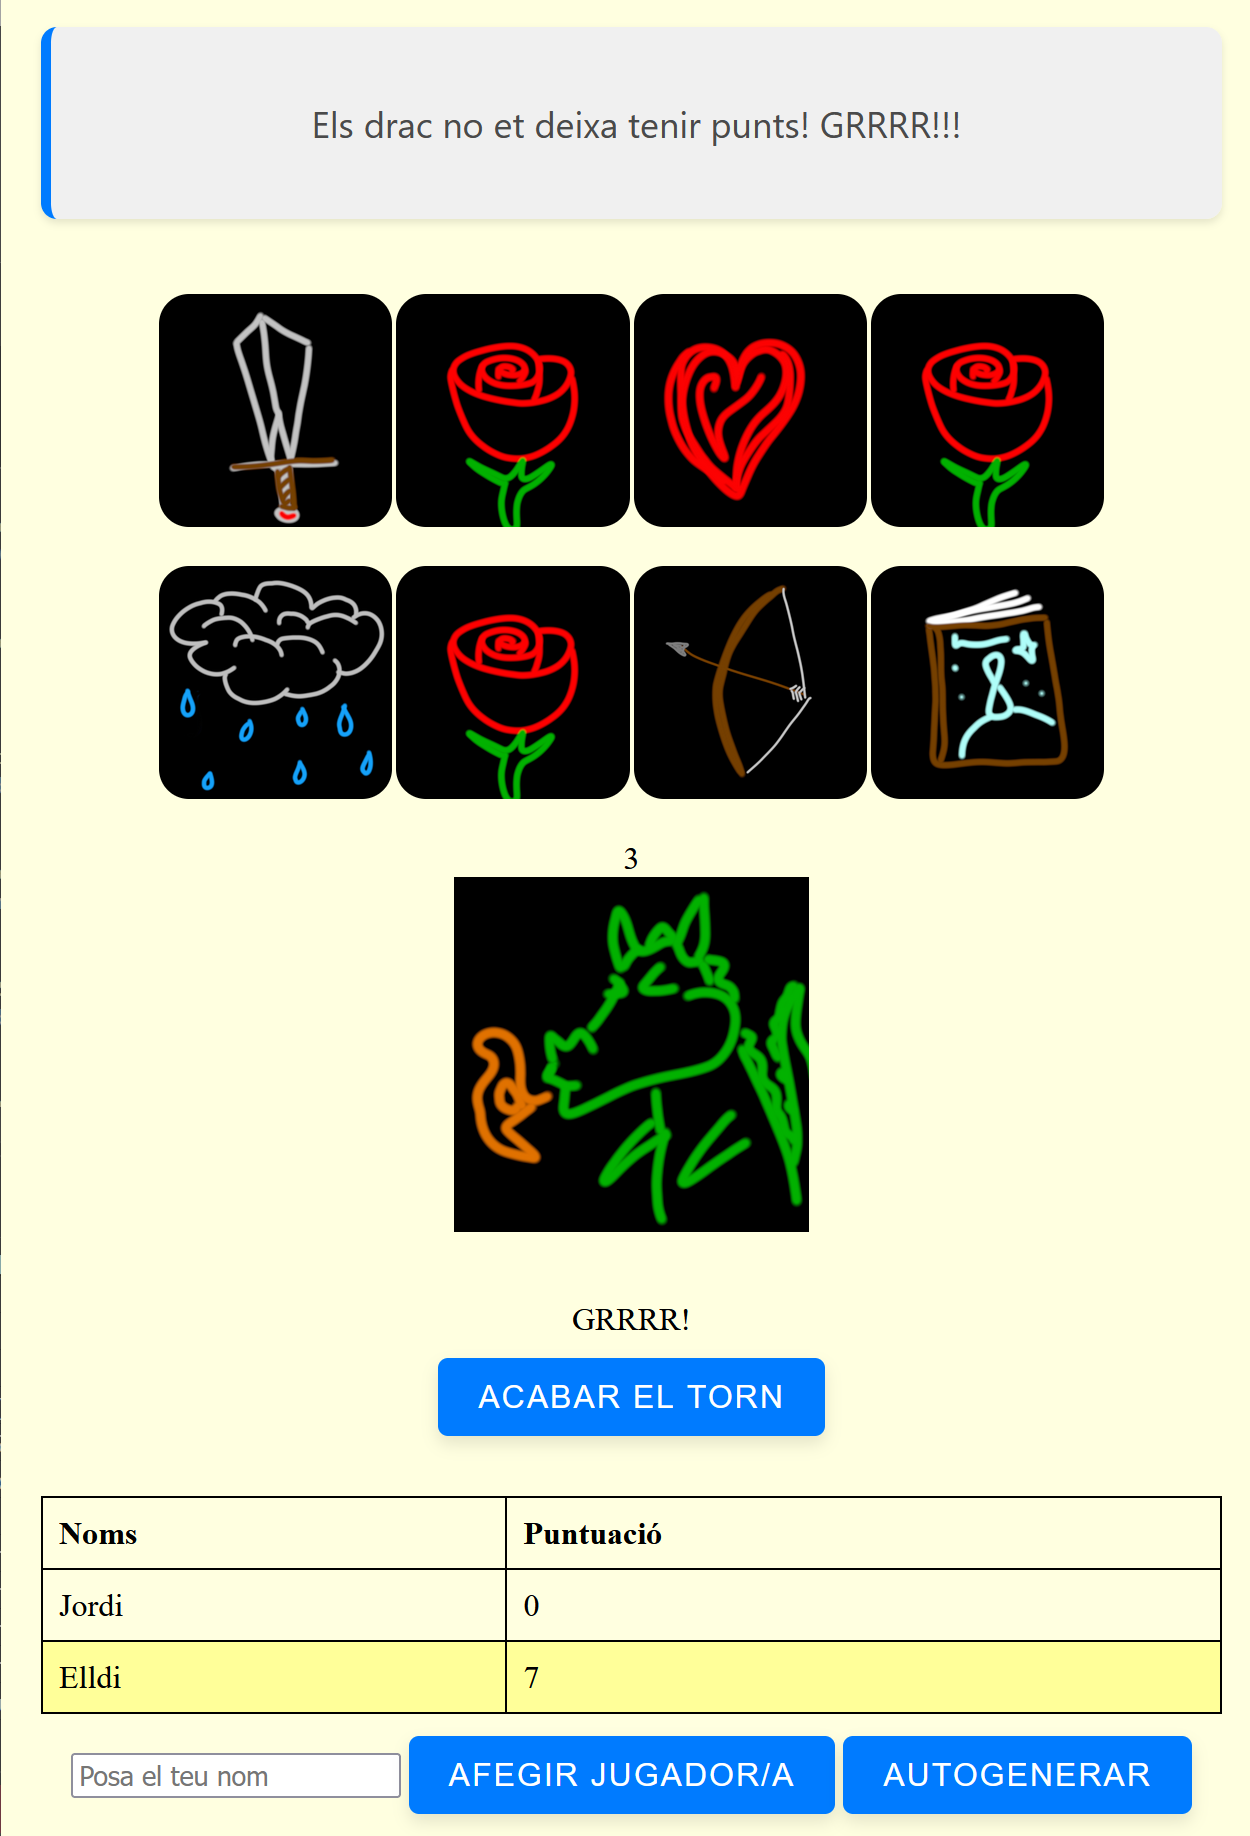 Els drac no et deixa tenir punts! GRRRR!!!
3
GRRRR!
ACABAR EL TORN
Noms Puntuació
Jordi 0
Elldi 7
Posa el teu nom AFEGIR JUGADOR/A AUTOGENERAR